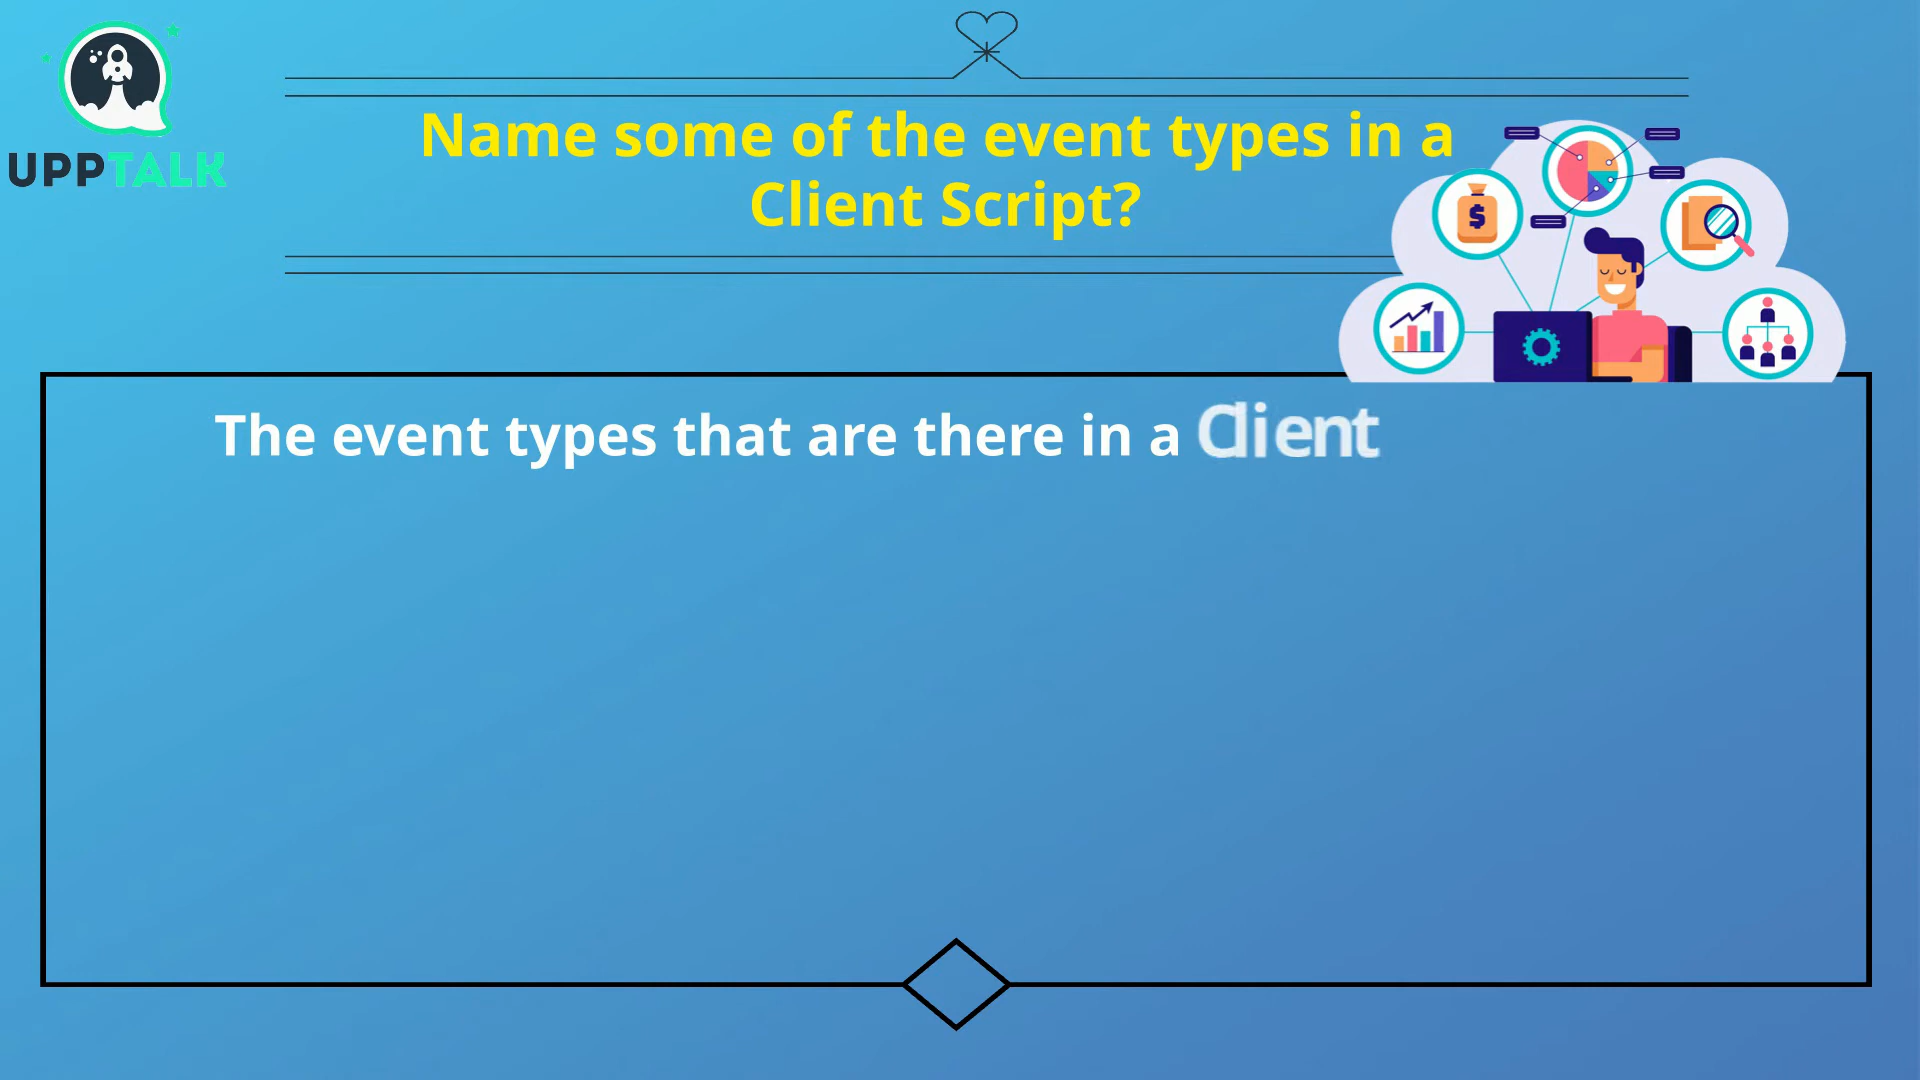 UPPTALK
Name some of the event types in a
Client Script?
$
The event types that are there in a Client